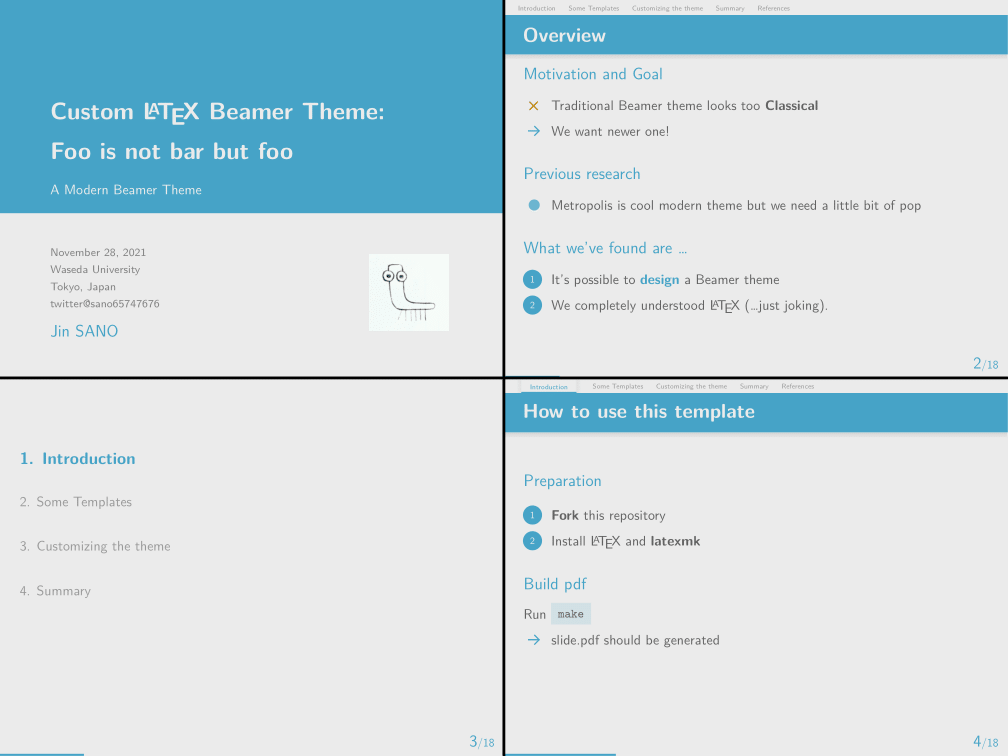 Custom LATEX Beamer Theme:
Foo is not bar but foo
A Modern Beamer Theme
November 28, 2021
Waseda University
Tokyo, Japan
twitter@sano65747676
Jin SANO
Introduction Some Templates Customizing the theme Summary References
Overview
Motivation and Goal
× Traditional Beamer theme looks too Classical
→ We want newer one!
Previous research
● Metropolis is cool modern theme but we need a little bit of pop
What we've found are …
1 It's possible to design a Beamer theme
2 We completely understood LATEX (…just joking).
2/18
1. Introduction
2. Some Templates
3. Customizing the theme
4. Summary
3/18
Introduction Some Templates Customizing the theme Summary References
How to use this template
Preparation
1 Fork this repository
2 Install LATEX and latexmk
Build pdf
Run make
→ slide.pdf should be generated
4/18